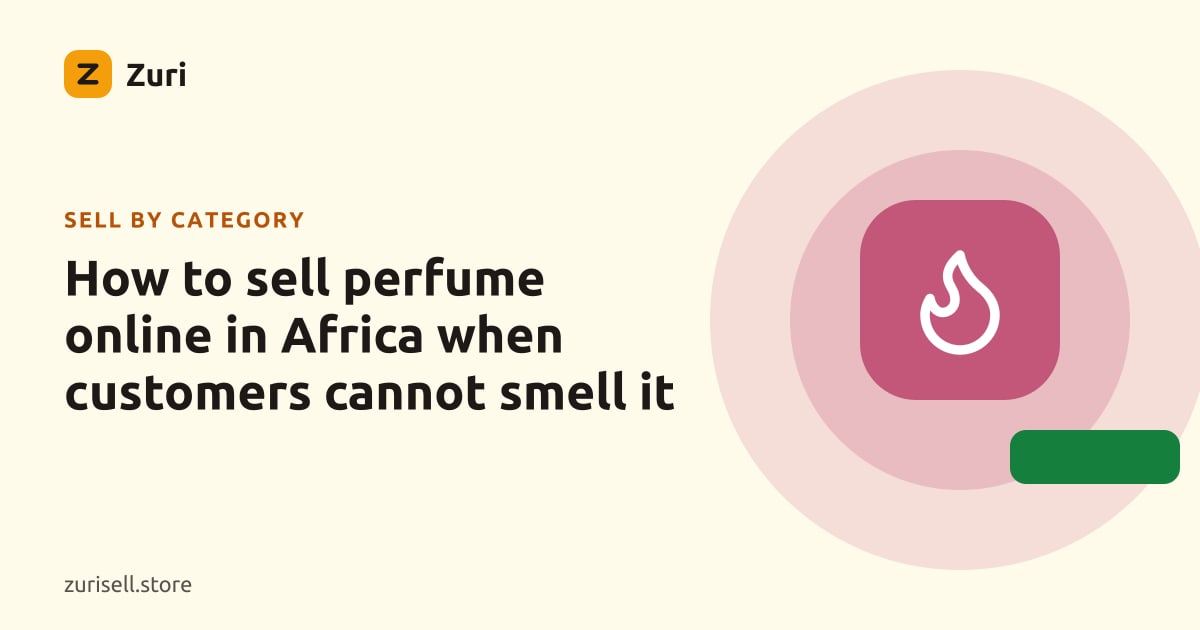 Z Zuri
SELL BY CATEGORY
How to sell perfume
online in Africa when
customers cannot smell it
zurisell.store